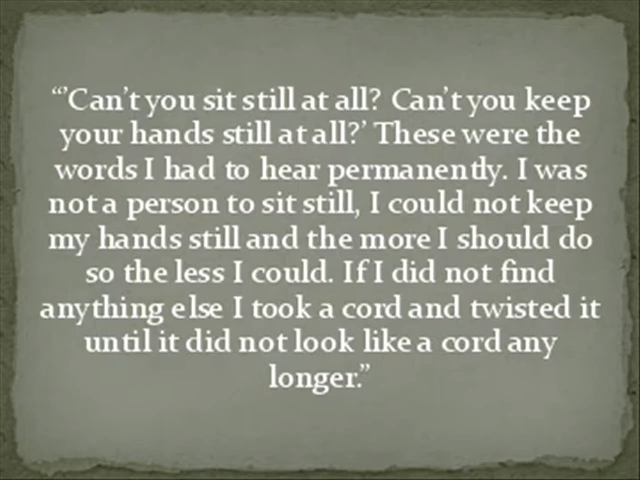 “’Can’t you sit still at all? Can’t you keep
your hands still at all?’ These were the
words I had to hear permanently. I was
not a person to sit still, I could not keep
my hands still and the more I should do
so the less I could. If I did not find
anything else I took a cord and twisted it
until it did not look like a cord any
longer.”